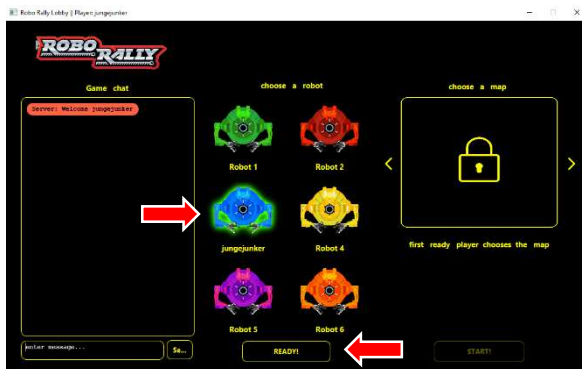 Robo Rally Lobby | Player: jungejunker
ROBO
RALLY
Game chat
choose a robot
choose a map
Server: Welcome jungejunker
Robot 1
Robot 2
jungejunker
Robot 4
first ready player chooses the map
Robot 5
Robot 6
enter message...
Se...
READY!
START!